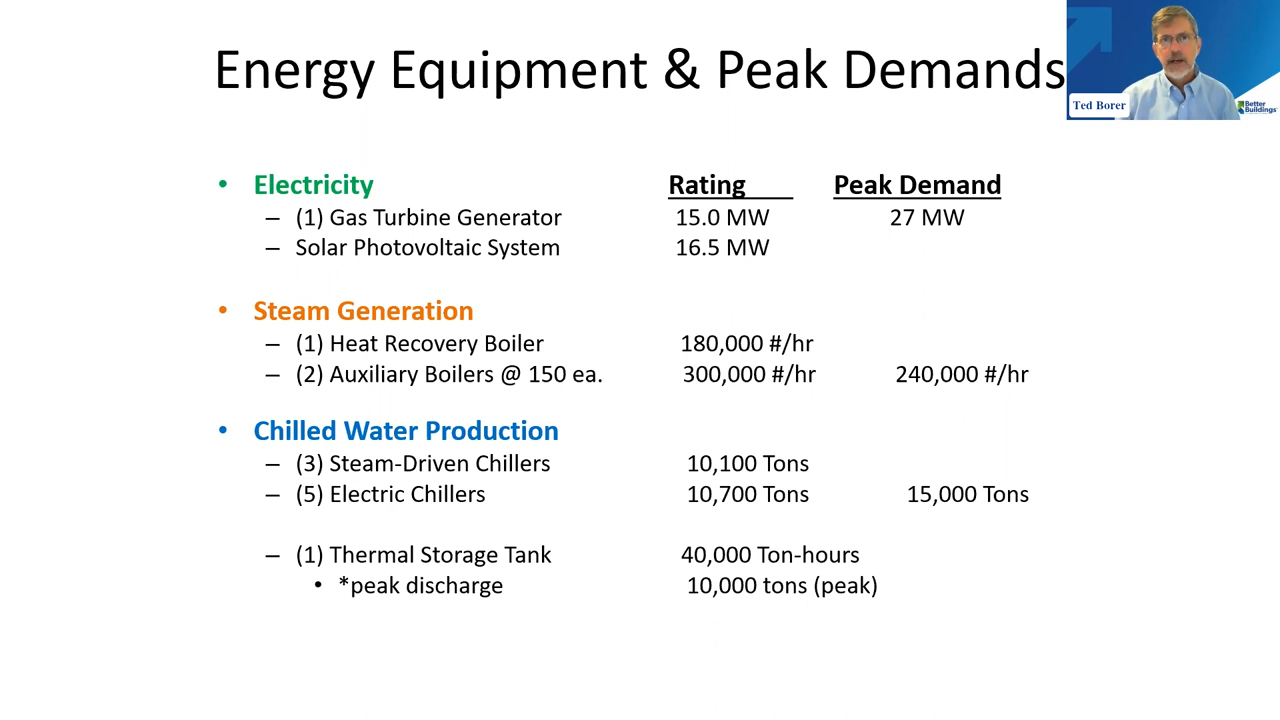 Energy Equipment & Peak Demands
Ted Borer
Better Buildings
• Electricity Rating Peak Demand
– (1) Gas Turbine Generator 15.0 MW 27 MW
– Solar Photovoltaic System 16.5 MW
• Steam Generation
– (1) Heat Recovery Boiler 180,000 #/hr
– (2) Auxiliary Boilers @ 150 ea. 300,000 #/hr 240,000 #/hr
• Chilled Water Production
– (3) Steam-Driven Chillers 10,100 Tons
– (5) Electric Chillers 10,700 Tons 15,000 Tons
– (1) Thermal Storage Tank 40,000 Ton-hours
• *peak discharge 10,000 tons (peak)